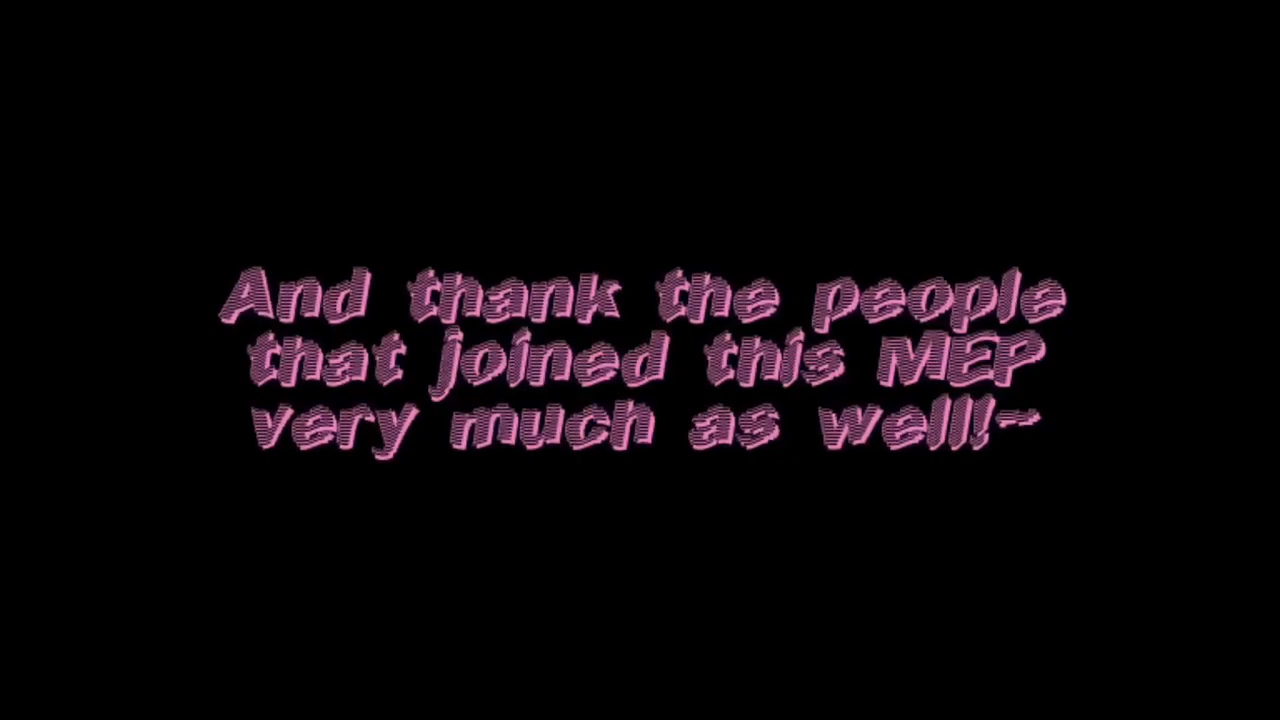 And thank the people
that joined this MEP
very much as well!~